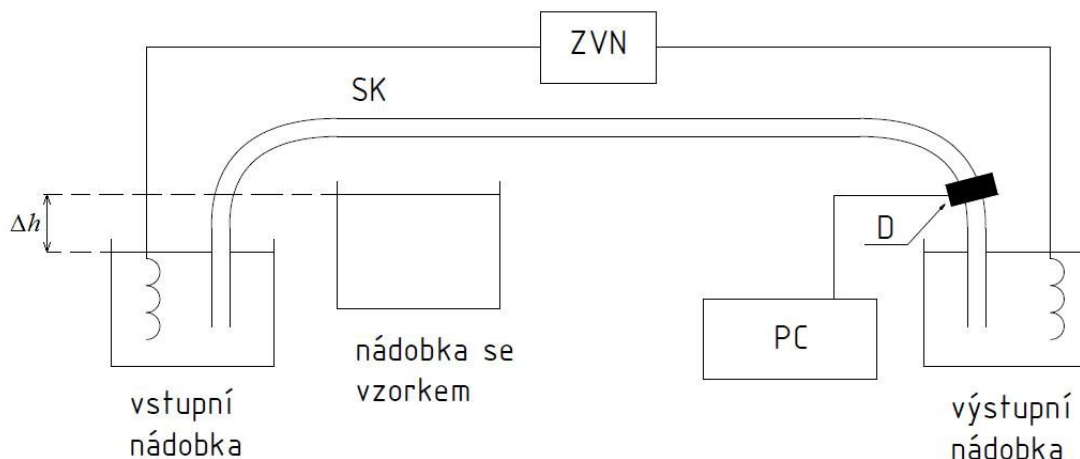 ZVN
SK
Δh
D
PC
nádobka se
vzorkem
vstupní
nádobka
výstupní
nádobka